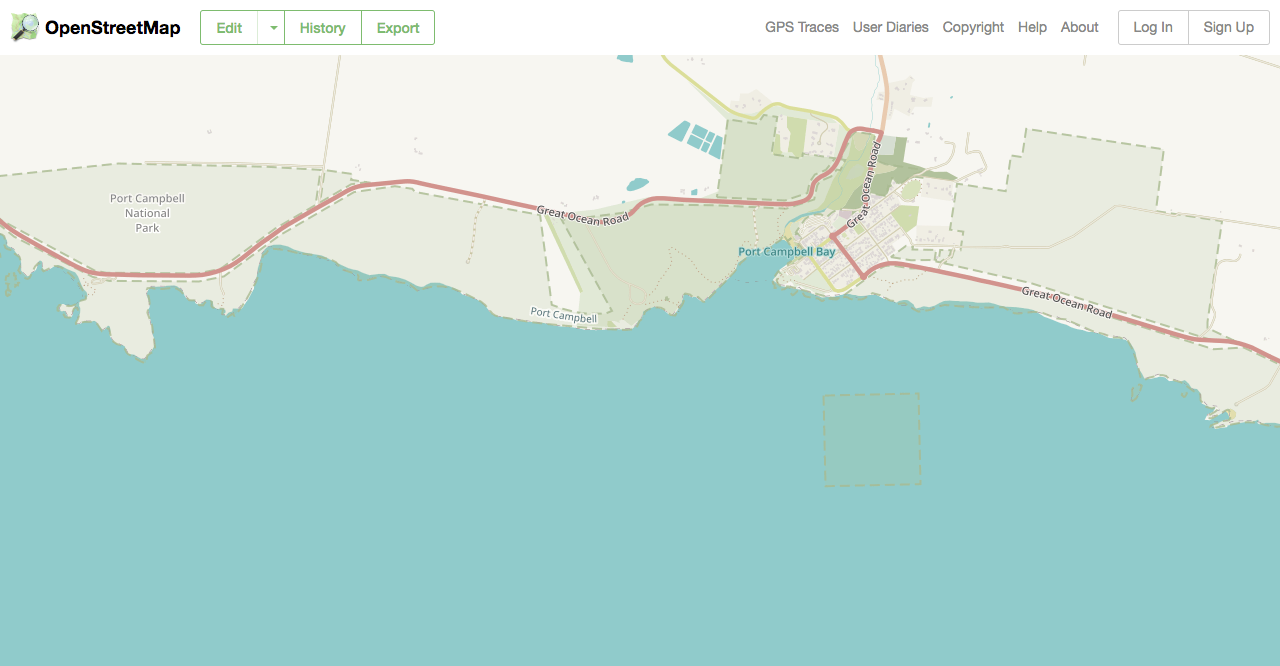 OpenStreetMap
Edit
History
Export
GPS Traces
User Diaries
Copyright
Help
About
Log In
Sign Up
Great Ocean Road
Port Campbell
National
Park
Great Ocean Road
Port Campbell Bay
Great Ocean Road
Port Campbell